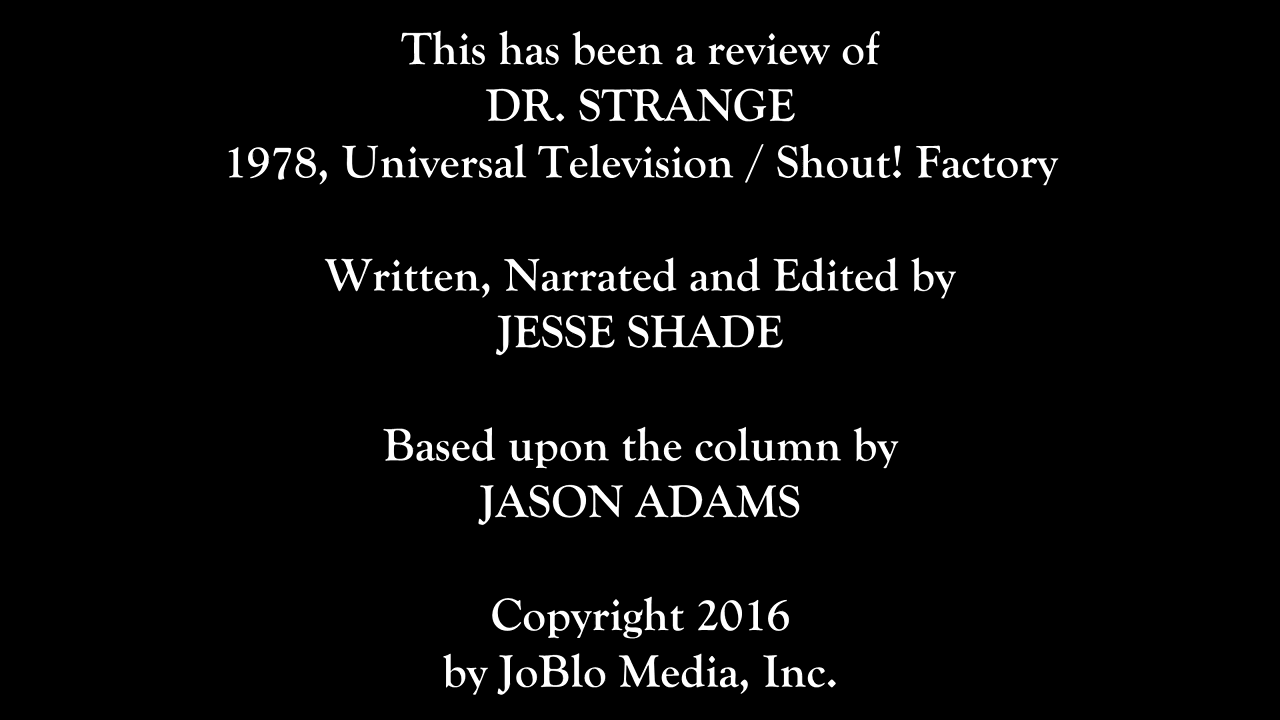 This has been a review of
DR. STRANGE
1978, Universal Television / Shout! Factory
Written, Narrated and Edited by
JESSE SHADE
Based upon the column by
JASON ADAMS
Copyright 2016
by JoBlo Media, Inc.